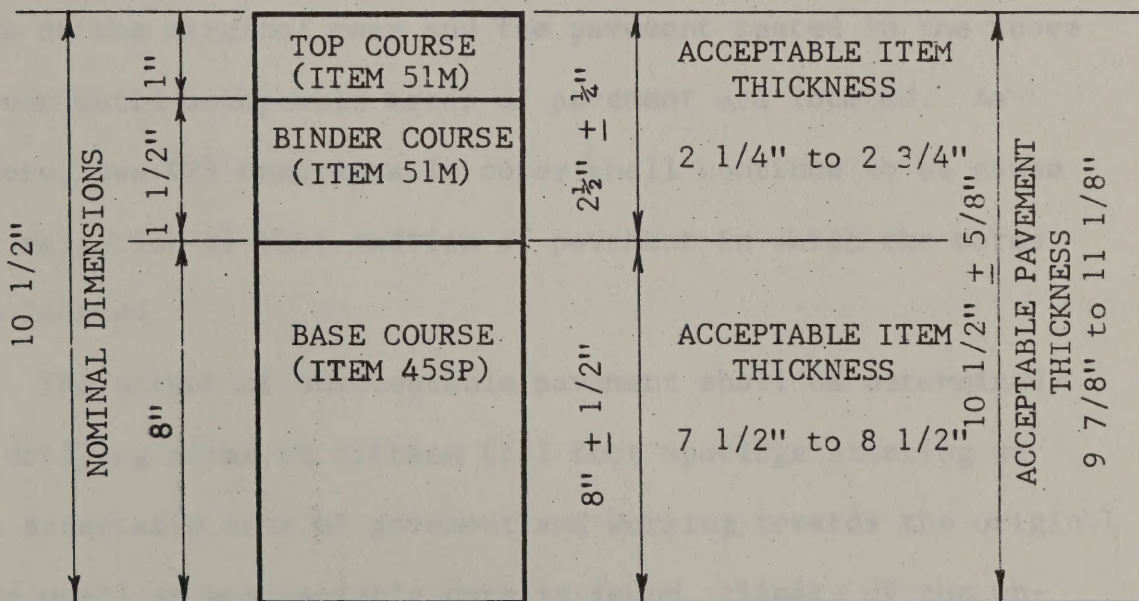 10 1/2"
NOMINAL DIMENSIONS
1"
1 1/2"
8"
TOP COURSE
(ITEM 51M)
BINDER COURSE
(ITEM 51M)
BASE COURSE
(ITEM 45SP)
2½" ± ¼"
8" ± 1/2"
ACCEPTABLE ITEM
THICKNESS
2 1/4" to 2 3/4"
ACCEPTABLE ITEM
THICKNESS
7 1/2" to 8 1/2"
10 1/2" ± 5/8"
ACCEPTABLE PAVEMENT
THICKNESS
9 7/8" to 11 1/8"